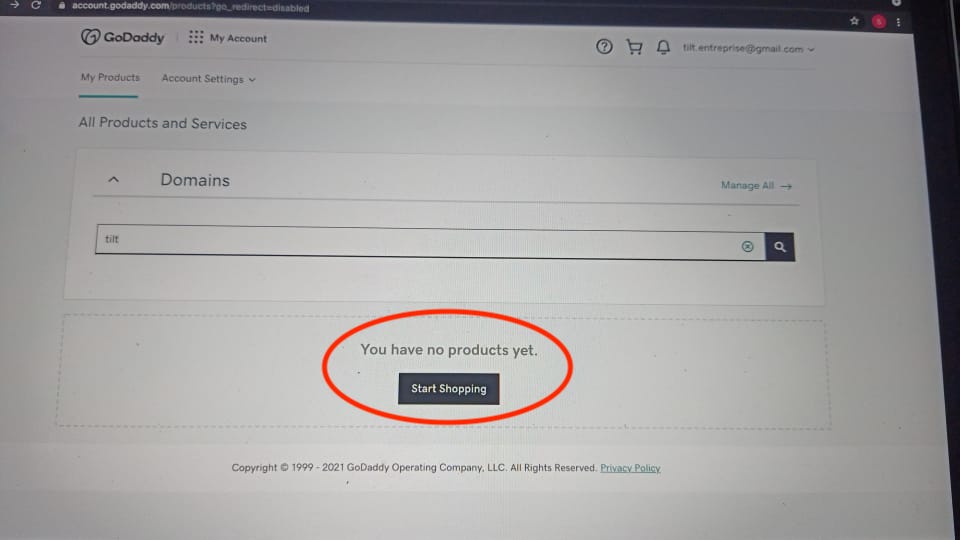 account.godaddy.com/products?go_redirect=disabled
GoDaddy My Account tilt.entreprise@gmail.com
My Products Account Settings
All Products and Services
Domains Manage All →
tilt
You have no products yet.
Start Shopping
Copyright © 1999 - 2021 GoDaddy Operating Company, LLC. All Rights Reserved. Privacy Policy